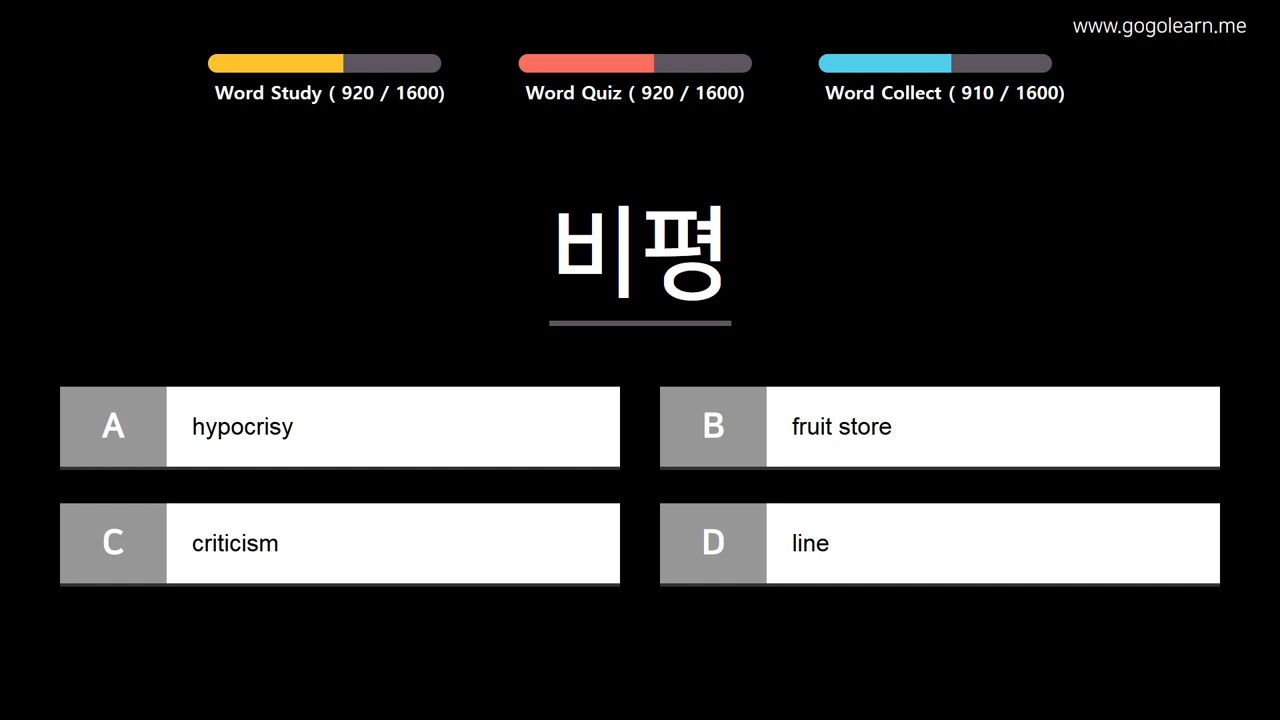 www.gogolearn.me
Word Study ( 920 / 1600)
Word Quiz ( 920 / 1600)
Word Collect ( 910 / 1600)
비평
A hypocrisy
B fruit store
C criticism
D line